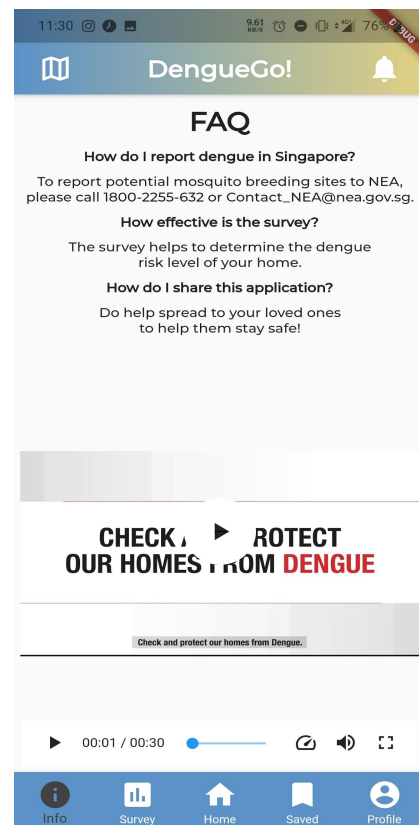 11:30
9.61
KB/S
4G
76%
DEBUG
DengueGo!
FAQ
How do I report dengue in Singapore?
To report potential mosquito breeding sites to NEA,
please call 1800-2255-632 or Contact_NEA@nea.gov.sg.
How effective is the survey?
The survey helps to determine the dengue
risk level of your home.
How do I share this application?
Do help spread to your loved ones
to help them stay safe!
CHECK
OUR HOMES DENGUE
Check and protect our homes from Dengue.
00:01 / 00:30
Info
Survey
Home
Saved
Profile